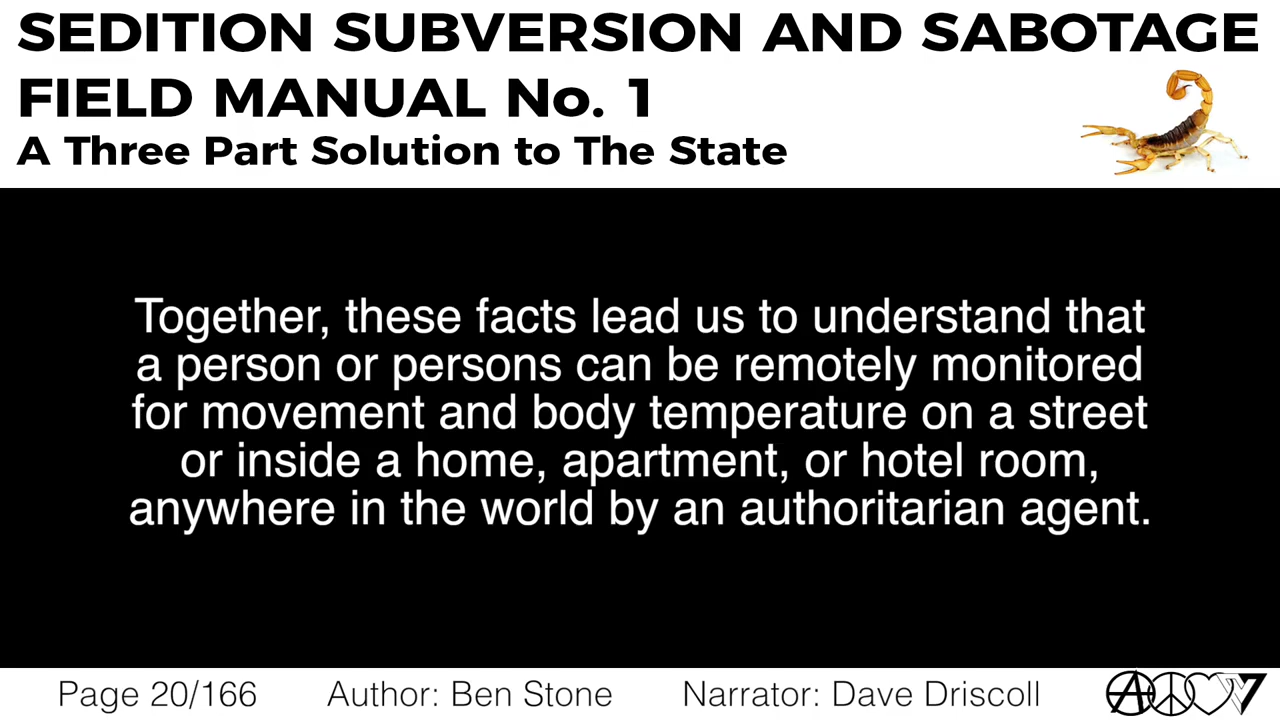 SEDITION SUBVERSION AND SABOTAGE
FIELD MANUAL No. 1
A Three Part Solution to The State
Together, these facts lead us to understand that
a person or persons can be remotely monitored
for movement and body temperature on a street
or inside a home, apartment, or hotel room,
anywhere in the world by an authoritarian agent.
Page 20/166 Author: Ben Stone Narrator: Dave Driscoll